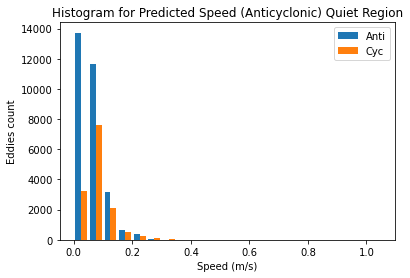 Histogram for Predicted Speed (Anticyclonic) Quiet Region
14000
12000
10000
8000
6000
4000
2000
0
Eddies count
Anti
Cyc
0.0 0.2 0.4 0.6 0.8 1.0
Speed (m/s)